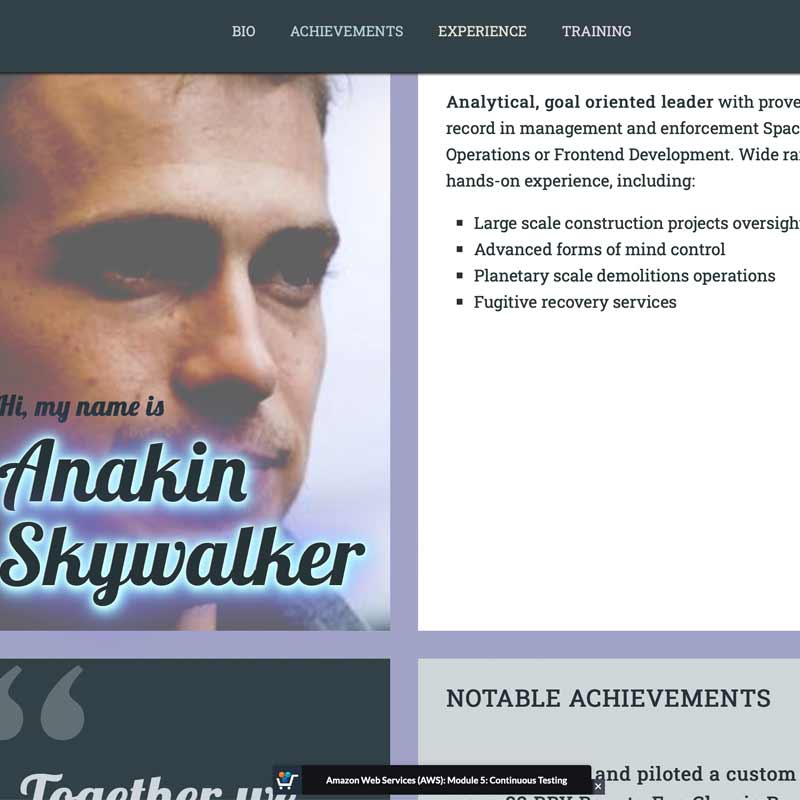 BIO ACHIEVEMENTS EXPERIENCE TRAINING
Analytical, goal oriented leader with prove
record in management and enforcement Spac
Operations or Frontend Development. Wide ra
hands-on experience, including:
Large scale construction projects oversigh
Advanced forms of mind control
Planetary scale demolitions operations
Fugitive recovery services
Hi, my name is
Anakin
Skywalker
“
Together we
NOTABLE ACHIEVEMENTS
and piloted a custom
Amazon Web Services (AWS): Module 5: Continuous Testing